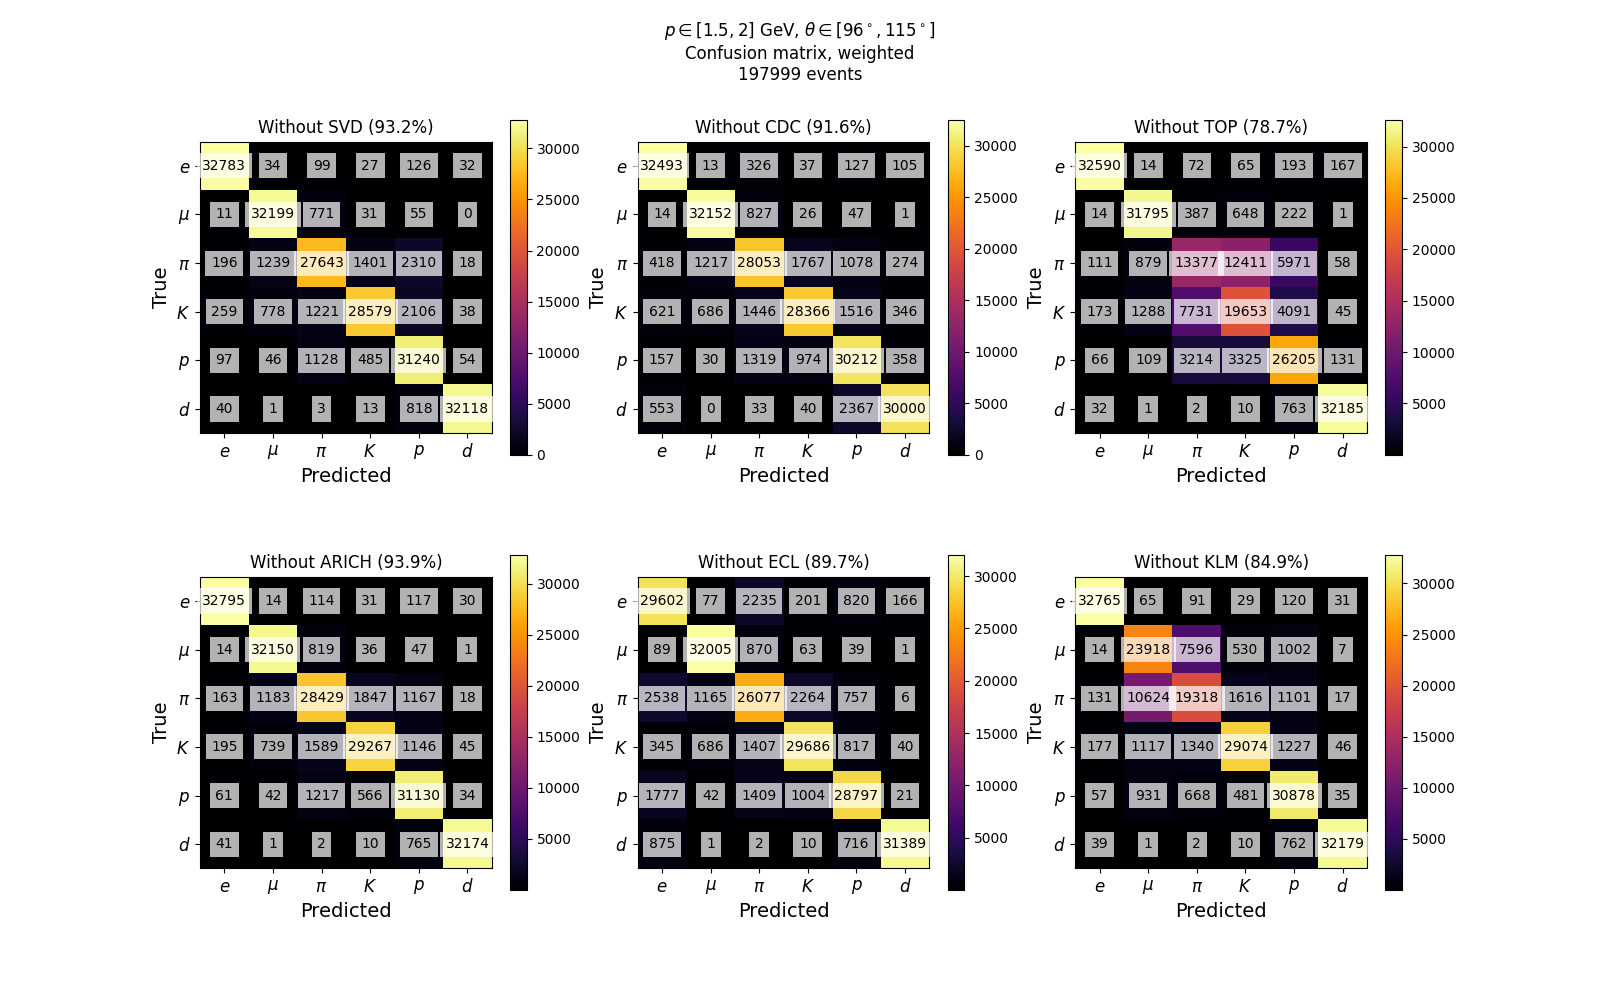 p ∈ [1.5, 2] GeV, θ ∈ [96°, 115°]
Confusion matrix, weighted
197999 events
Without SVD (93.2%)
e 32783 34 99 27 126 32
μ 11 32199 771 31 55 0
π 196 1239 27643 1401 2310 18
K 259 778 1221 28579 2106 38
p 97 46 1128 485 31240 54
d 40 1 3 13 818 32118
e μ π K p d
True
Predicted
30000
25000
20000
15000
10000
5000
0
Without CDC (91.6%)
e 32493 13 326 37 127 105
μ 14 32152 827 26 47 1
π 418 1217 28053 1767 1078 274
K 621 686 1446 28366 1516 346
p 157 30 1319 974 30212 358
d 553 0 33 40 2367 30000
e μ π K p d
True
Predicted
30000
25000
20000
15000
10000
5000
0
Without TOP (78.7%)
e 32590 14 72 65 193 167
μ 14 31795 387 648 222 1
π 111 879 13377 12411 5971 58
K 173 1288 7731 19653 4091 45
p 66 109 3214 3325 26205 131
d 32 1 2 10 763 32185
e μ π K p d
True
Predicted
30000
25000
20000
15000
10000
5000
Without ARICH (93.9%)
e 32795 14 114 31 117 30
μ 14 32150 819 36 47 1
π 163 1183 28429 1847 1167 18
K 195 739 1589 29267 1146 45
p 61 42 1217 566 31130 34
d 41 1 2 10 765 32174
e μ π K p d
True
Predicted
30000
25000
20000
15000
10000
5000
Without ECL (89.7%)
e 29602 77 2235 201 820 166
μ 89 32005 870 63 39 1
π 2538 1165 26077 2264 757 6
K 345 686 1407 29686 817 40
p 1777 42 1409 1004 28797 21
d 875 1 2 10 716 31389
e μ π K p d
True
Predicted
30000
25000
20000
15000
10000
5000
Without KLM (84.9%)
e 32765 65 91 29 120 31
μ 14 23918 7596 530 1002 7
π 131 10624 19318 1616 1101 17
K 177 1117 1340 29074 1227 46
p 57 931 668 481 30878 35
d 39 1 2 10 762 32179
e μ π K p d
True
Predicted
30000
25000
20000
15000
10000
5000